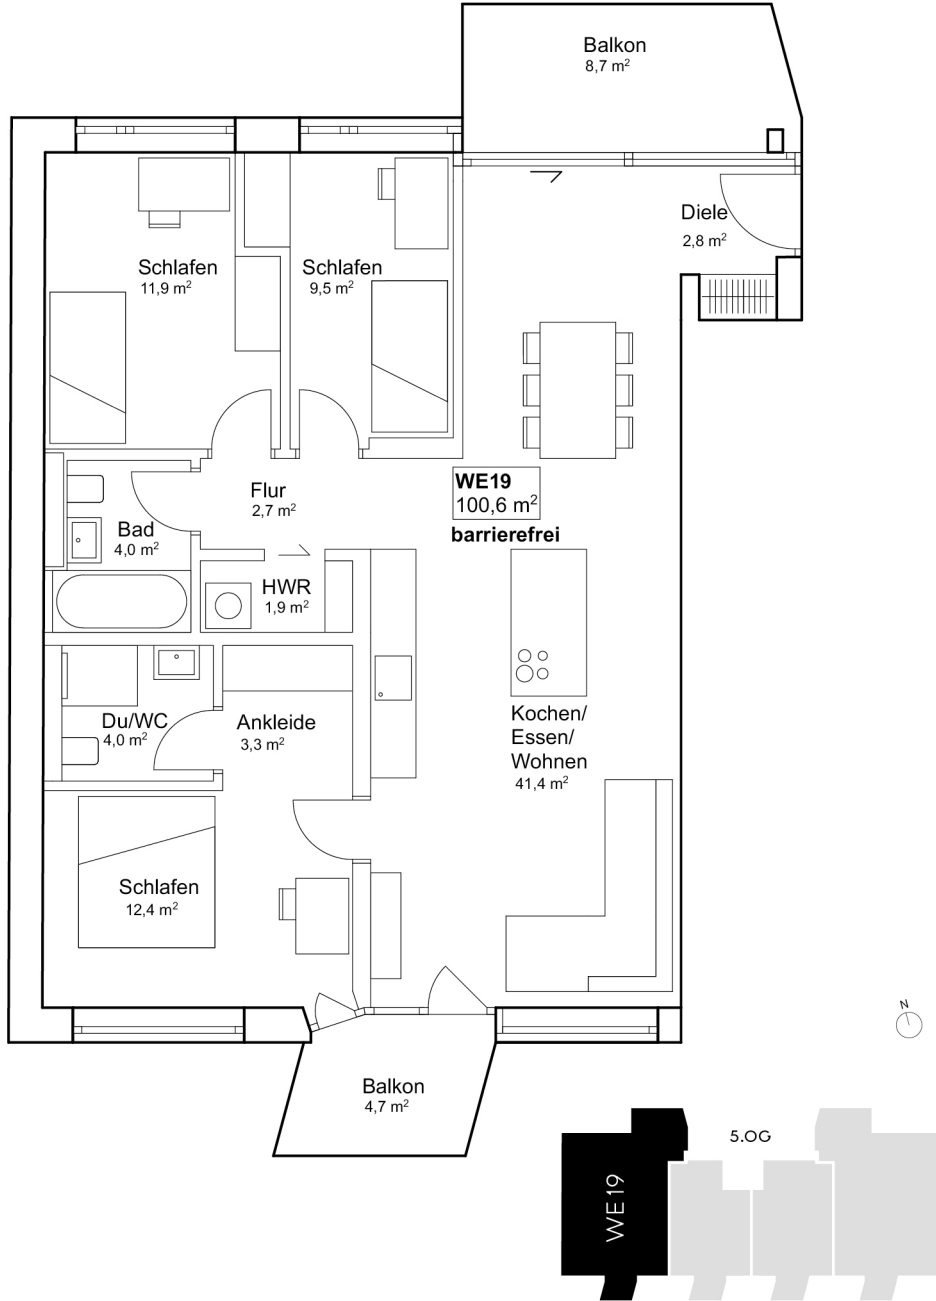 Balkon
8,7 m²
Diele
2,8 m²
Schlafen
11,9 m²
Schlafen
9,5 m²
WE19
100,6 m²
barrierefrei
Flur
2,7 m²
Bad
4,0 m²
HWR
1,9 m²
Du/WC
4,0 m²
Ankleide
3,3 m²
Kochen/
Essen/
Wohnen
41,4 m²
Schlafen
12,4 m²
Balkon
4,7 m²
N
5.OG
WE19